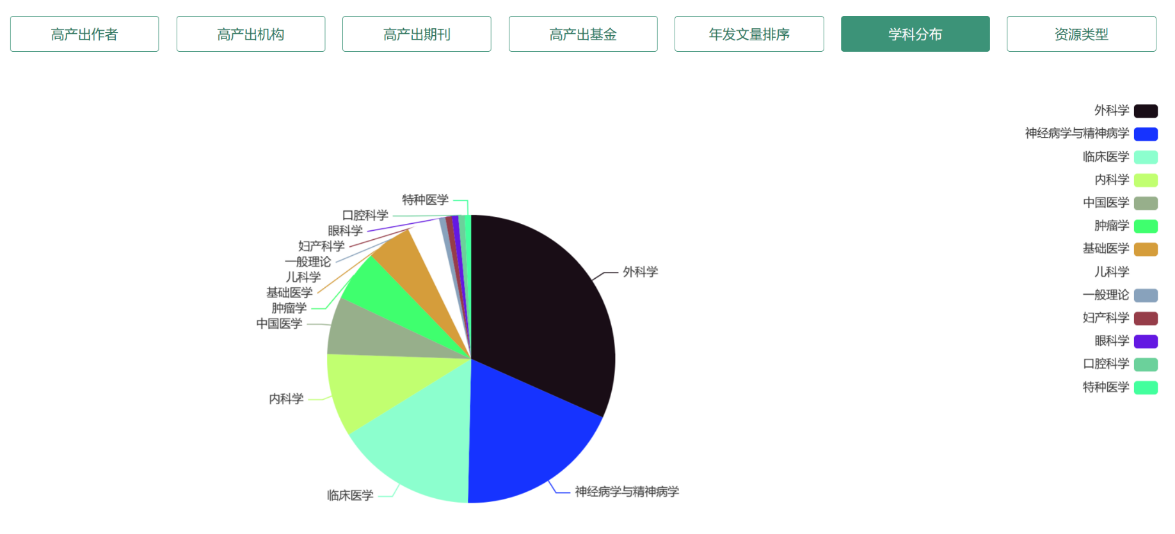 高产出作者
高产出机构
高产出期刊
高产出基金
年发文量排序
学科分布
资源类型
外科学
神经病学与精神病学
临床医学
内科学
中国医学
肿瘤学
基础医学
儿科学
一般理论
妇产科学
眼科学
口腔科学
特种医学
特种医学
口腔科学
眼科学
妇产科学
一般理论
儿科学
基础医学
肿瘤学
中国医学
内科学
临床医学
外科学
神经病学与精神病学